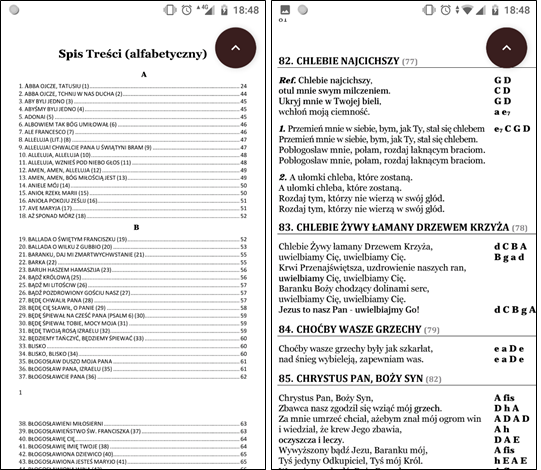 18:48
Spis Treści (alfabetyczny)
A
1. ABBA OJCZE, TATUSIU (1) 24
2. ABBA OJCZE, TCHNIJ W NAS DUCHA (2) 44
3. ABY BYLI JEDNO (3) 45
4. ABYŚMY BYLI JEDNO (4) 45
5. ADONAI (5) 45
6. ALBOWIEM TAK BÓG UMIŁOWAŁ (6) 46
7. ALE FRANCESCO (7) 46
8. ALLELUJA (LIT.) (8) 47
9. ALLELUJA! CHWALCIE PANA U ŚWIĄTYNI BRAM (9) 47
10. ALLELUJA, ALLELUJA (10) 48
11. ALLELUJA, WZNIEŚ POD NIEBO GŁOS (11) 48
12. AMEN, AMEN, ALLELUJA (12) 49
13. AMEN, AMEN, BÓG MIŁOŚCIĄ JEST (13) 49
14. ANIELE MÓJ (14) 50
15. ANIOŁ RZEKŁ MARII (15) 50
16. ANIOŁA POKOJU ZEŚLIJ (16) 51
17. AVE MARYJA (17) 51
18. AŻ SPONAD MÓRZ (18) 52
B
19. BALLADA O ŚWIĘTYM FRANCISZKU (19) 52
20. BALLADA O WILKU Z GUBBIO (20) 53
21. BARANKU, DAJ MI ZMARTWYCHWSTANIE (21) 55
22. BARKA (22) 55
23. BARUH HASZEM HAMASZIJA (23) 56
24. BĄDŹ KRÓLOWĄ (25) 56
25. BĄDŹ MI UTOŚCIM (26) 57
26. BĄDŹ POZDROWIONY GOŚCIU NASZ (27) 57
27. BĘDĘ CHWALIŁ PANA (28) 57
28. BĘDĘ CIĘ SŁAWIŁ, O PANIE (29) 58
29. BĘDĘ ŚPIEWAŁ NA CZEŚĆ PANA (PSALM 6) (30) 59
30. BĘDĘ ŚPIEWAŁ TOBIE, MOCY MOJA (31) 59
31. BĘDĘ TWOJĄ ROSĄ IZRAELU (32) 59
32. BĘDZIEMY TAŃCZYĆ, BĘDZIEMY ŚPIEWAĆ (33) 60
33. BLISKO 60
34. BLISKO, BLISKO (34) 60
35. BŁOGOSŁAW DUSZO MOJA PANA 61
36. BŁOGOSŁAW PANA, IZRAELU (35) 61
37. BŁOGOSŁAWCIE PANA (36) 62
1
38. BŁOGOSŁAWIENI MIŁOSIERNI 63
39. BŁOGOSŁAWIEŃSTWO ŚW. FRANCISZKA (37) 63
40. BŁOGOSŁAWIĘ CIĘ 64
41. BŁOGOSŁAWIĘ IMIĘ TWOJE (38) 64
42. BŁOGOSŁAWIONA DZIEWICO (40) 65
43. BŁOGOSŁAWIONA JESTEŚ MARYJO (41) 65
18:48
82. CHLEBIE NAJCICHSZY (77)
Ref. Chlebie najcichszy, G D
otul mnie swym milczeniem. C D
Ukryj mnie w Twojej bieli, G D
wchłoń moją ciemność. a e7
1. Przemień mnie w siebie, bym, jak Ty, stał się chlebem e7 C G D
Przemień mnie w siebie, bym, jak Ty, stał się chlebem.
Pobłogosław mnie, połam, rozdaj łaknącym braciom.
Pobłogosław mnie, połam, rozdaj łaknącym braciom.
2. A ułomki chleba, które zostaną.
A ułomki chleba, które zostaną.
Rozdaj tym, którzy nie wierzą w swój głód.
Rozdaj tym, którzy nie wierzą w swój głód.
83. CHLEBIE ŻYWY ŁAMANY DRZEWEM KRZYŻA (78)
Chlebie Żywy łamany Drzewem Krzyża, d C B A
uwielbiamy Cię, uwielbiamy Cię. B g a d
Krwi Przenajświętsza, uzdrowienie naszych ran,
uwielbiamy Cię, uwielbiamy Cię.
Baranku Boży chodzący dolinami serc,
uwielbiamy Cię, uwielbiamy Cię.
Jezus to nasz Pan - uwielbiajmy Go! d C B g A
84. CHOĆBY WASZE GRZECHY (79)
Choćby wasze grzechy były jak szkarłat, e a D e
nad śnieg wybieleją, zapewniam was. e a D e
85. CHRYSTUS PAN, BOŻY SYN (82)
Chrystus Pan, Boży Syn, A fis
Zbawca nasz zgodził się wziąć mój grzech. D h A
Za mnie umrzeć chciał, ażebym znał mój ogrom win A D A D
i wiedział, że krew Jego zbawia, A h
oczyszcza i leczy. D A E
Wywyższony bądź Jezu, Baranku mój, A fis
Tyś jedyny Odkupiciel, Tyś mój Król. h E A E